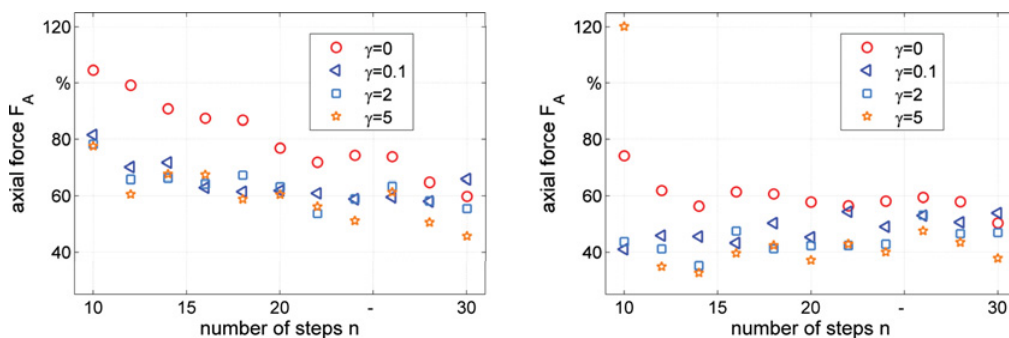 120
%
80
60
40
axial force F_A
γ=0
γ=0.1
γ=2
γ=5
10
20
-
30
number of steps n
120
%
80
60
40
axial force F_A
γ=0
γ=0.1
γ=2
γ=5
10
20
-
30
number of steps n